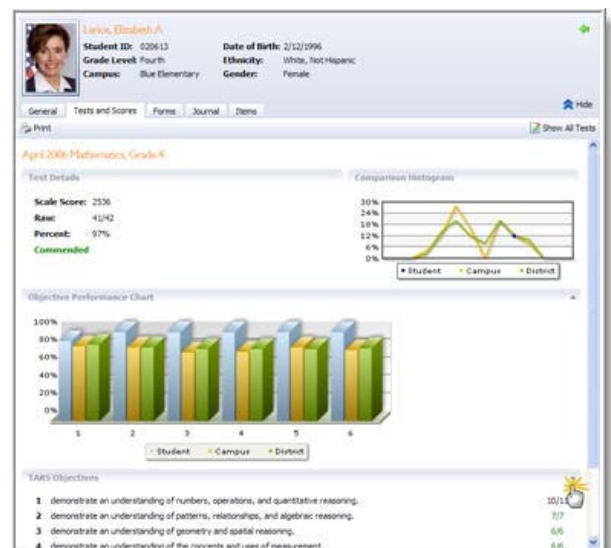 Larios, Elizabeth A
Student ID: 020613 Date of Birth: 2/12/1996
Grade Level: Fourth Ethnicity: White, Not Hispanic
Campus: Blue Elementary Gender: Female
General Tests and Scores Forms Journal Items Hide
Print Show All Tests
April 2006 Mathematics, Grade 4
Test Details Comparison Histogram
Scale Score: 2536
Raw: 41/42
Percent: 97%
Commended
30%
24%
18%
12%
6%
0%
Student Campus District
Objective Performance Chart
100%
80%
60%
40%
20%
0%
1 2 3 4 5 6
Student Campus District
TAKS Objectives
1 demonstrate an understanding of numbers, operations, and quantitative reasoning. 10/11
2 demonstrate an understanding of patterns, relationships, and algebraic reasoning. 7/7
3 demonstrate an understanding of geometry and spatial reasoning. 6/6
4 demonstrate an understanding of the concepts and uses of measurement. 6/6